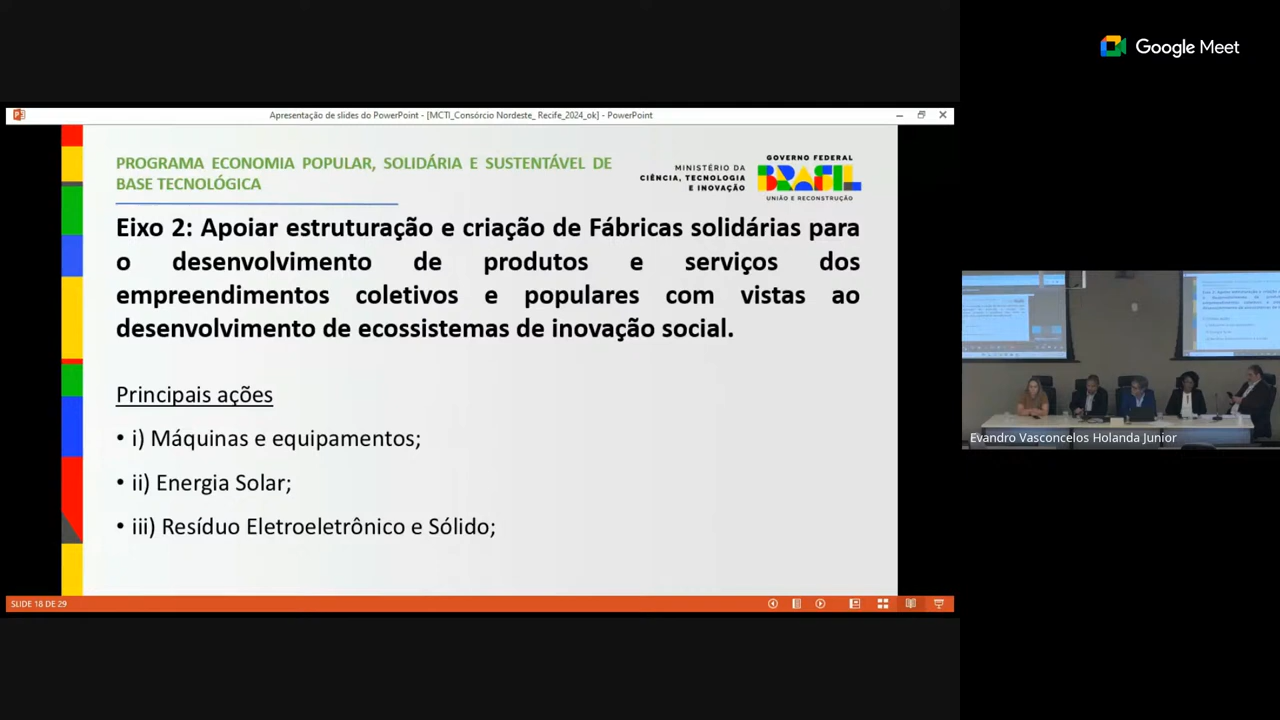 Google Meet
Apresentação de slides do PowerPoint - [MCTI_Consórcio Nordeste_ Recife_2024_ok] - PowerPoint
PROGRAMA ECONOMIA POPULAR, SOLIDÁRIA E SUSTENTÁVEL DE
BASE TECNOLÓGICA
MINISTÉRIO DA
CIÊNCIA, TECNOLOGIA
E INOVAÇÃO
GOVERNO FEDERAL
BRASIL
UNIÃO E RECONSTRUÇÃO
Eixo 2: Apoiar estruturação e criação de Fábricas solidárias para
o desenvolvimento de produtos e serviços dos
empreendimentos coletivos e populares com vistas ao
desenvolvimento de ecossistemas de inovação social.
Principais ações
• i) Máquinas e equipamentos;
• ii) Energia Solar;
• iii) Resíduo Eletroeletrônico e Sólido;
SLIDE 18 DE 29
Evandro Vasconcelos Holanda Junior